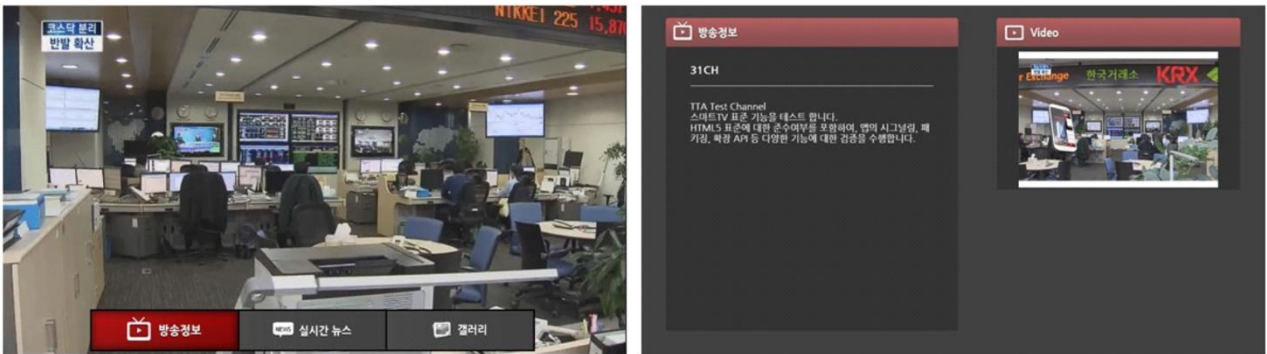 코스닥 분리
반발 확산
NIKKEI 225 15,87
방송정보
NEWS 실시간 뉴스
갤러리
방송정보
31CH
TTA Test Channel
스마트TV 표준 기능을 테스트 합니다.
HTML5 표준에 대한 준수여부를 포함하여, 앱의 시그널링, 패
키징, 확장 API 등 다양한 기능에 대한 검증을 수행합니다.
Video
Exchange 한국거래소 KRX